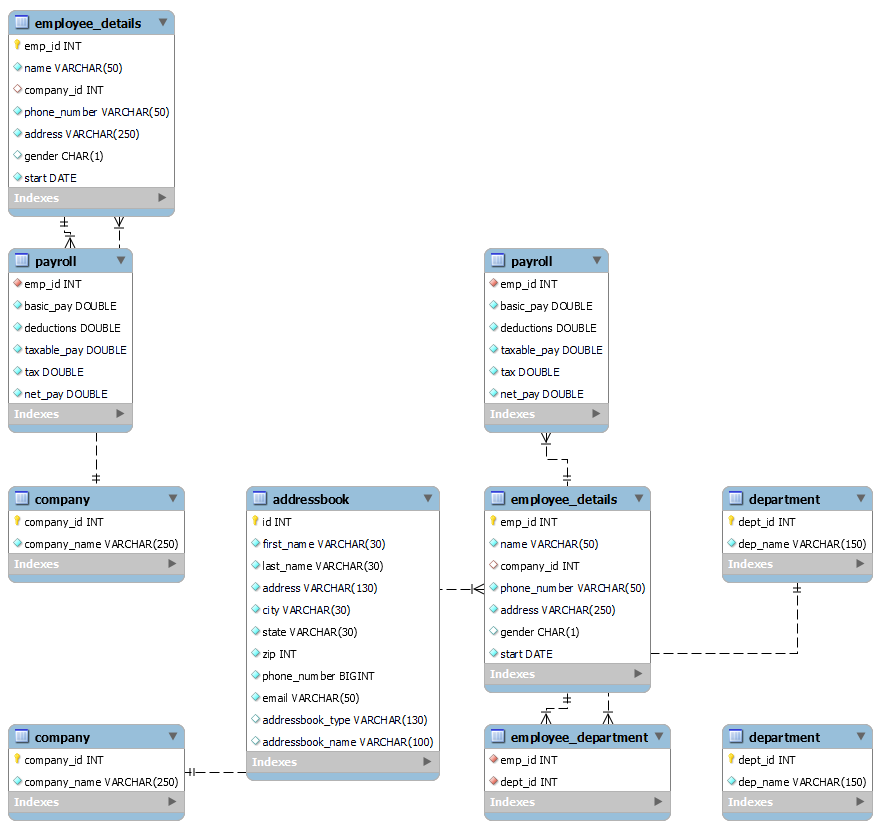 employee_details
emp_id INT
name VARCHAR(50)
company_id INT
phone_number VARCHAR(50)
address VARCHAR(250)
gender CHAR(1)
start DATE
Indexes
payroll
emp_id INT
basic_pay DOUBLE
deductions DOUBLE
taxable_pay DOUBLE
tax DOUBLE
net_pay DOUBLE
Indexes
payroll
emp_id INT
basic_pay DOUBLE
deductions DOUBLE
taxable_pay DOUBLE
tax DOUBLE
net_pay DOUBLE
Indexes
company
company_id INT
company_name VARCHAR(250)
Indexes
addressbook
id INT
first_name VARCHAR(30)
last_name VARCHAR(30)
address VARCHAR(130)
city VARCHAR(30)
state VARCHAR(30)
zip INT
phone_number BIGINT
email VARCHAR(50)
addressbook_type VARCHAR(130)
addressbook_name VARCHAR(100)
Indexes
employee_details
emp_id INT
name VARCHAR(50)
company_id INT
phone_number VARCHAR(50)
address VARCHAR(250)
gender CHAR(1)
start DATE
Indexes
department
dept_id INT
dep_name VARCHAR(150)
Indexes
company
company_id INT
company_name VARCHAR(250)
Indexes
employee_department
emp_id INT
dept_id INT
Indexes
department
dept_id INT
dep_name VARCHAR(150)
Indexes